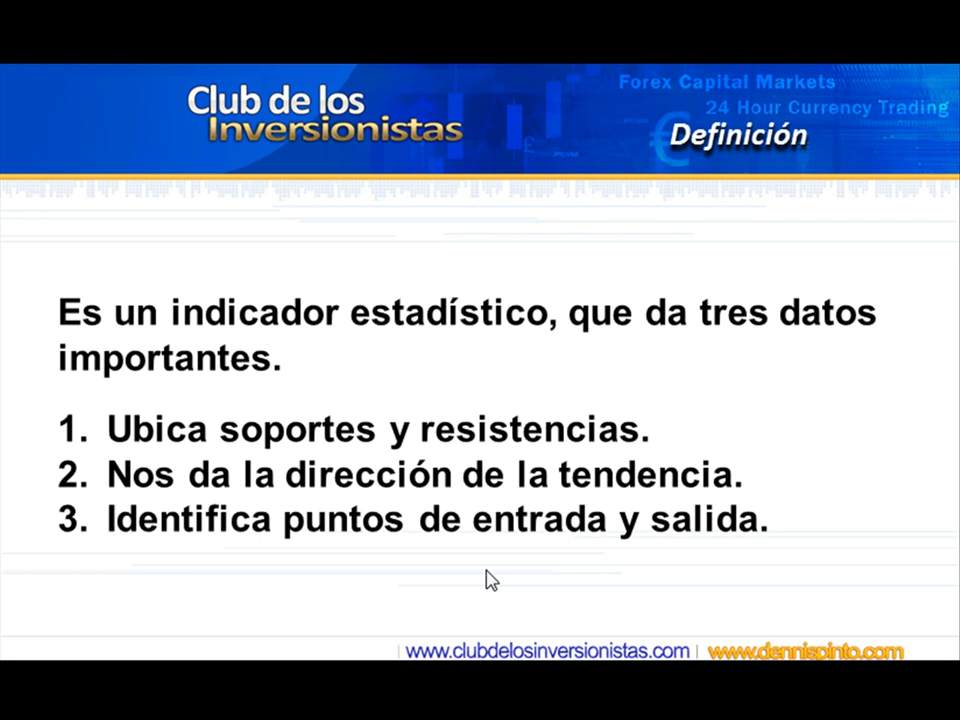 Club de los
Inversionistas
Forex Capital Markets
24 Hour Currency Trading
Definición
Es un indicador estadístico, que da tres datos
importantes.
1. Ubica soportes y resistencias.
2. Nos da la dirección de la tendencia.
3. Identifica puntos de entrada y salida.
| www.clubdelosinversionistas.com | www.dennispinto.com